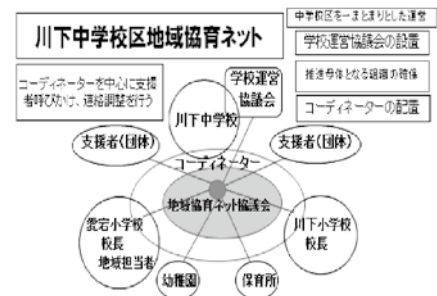 川下中学校区地域協育ネット
中学校区を一まとまりとした運営
学校運営協議会の設置
推進母体となる組織の確保
コーディネーターの配置
コーディネーターを中心に支援
者呼びかけ、連絡調整を行う
学校運営
協議会
川下中学校
支援者(団体)
支援者(団体)
コーディネーター
地域協育ネット協議会
愛宕小学校
校長
地域担当者
川下小学校
校長
幼稚園
保育所